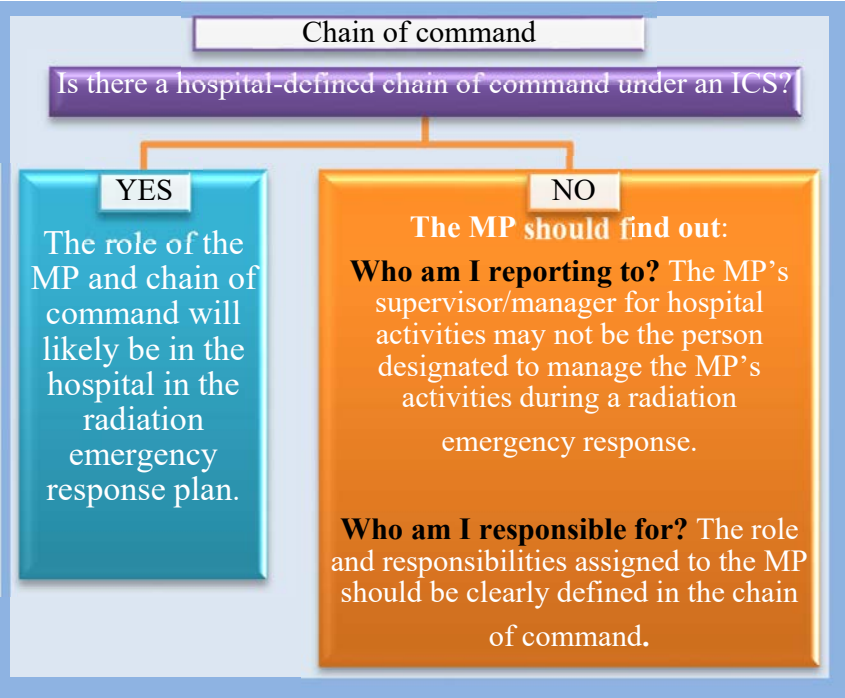 Chain of command
Is there a hospital-defined chain of command under an ICS?
YES
The role of the
MP and chain of
command will
likely be in the
hospital in the
radiation
emergency
response plan.
NO
The MP should find out:
Who am I reporting to? The MP’s
supervisor/manager for hospital
activities may not be the person
designated to manage the MP’s
activities during a radiation
emergency response.
Who am I responsible for? The role
and responsibilities assigned to the MP
should be clearly defined in the chain
of command.